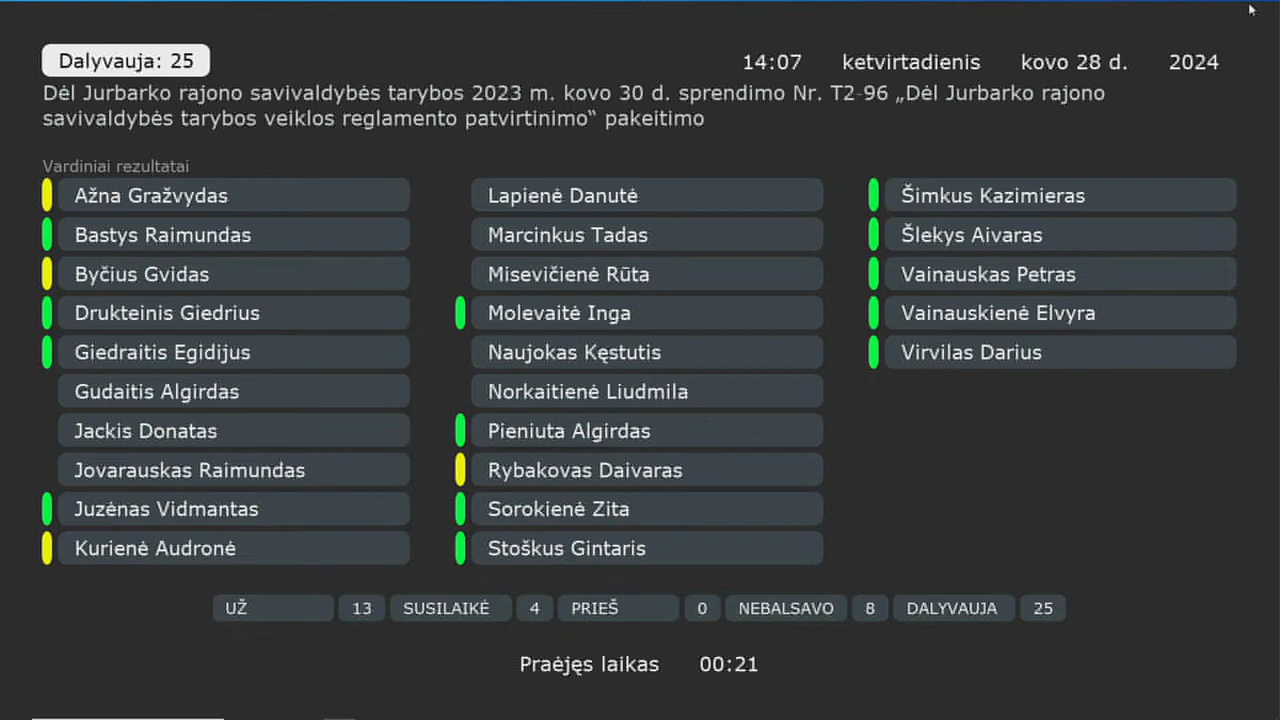 Dalyvauja: 25
14:07 ketvirtadienis kovo 28 d. 2024
Dėl Jurbarko rajono savivaldybės tarybos 2023 m. kovo 30 d. sprendimo Nr. T2-96 „Dėl Jurbarko rajono
savivaldybės tarybos veiklos reglamento patvirtinimo“ pakeitimo
Vardiniai rezultatai
Ažna Gražvydas
Bastys Raimundas
Byčius Gvidas
Drukteinis Giedrius
Giedraitis Egidijus
Gudaitis Algirdas
Jackis Donatas
Jovarauskas Raimundas
Juzėnas Vidmantas
Kurienė Audronė
Lapienė Danutė
Marcinkus Tadas
Misevičienė Rūta
Molevaitė Inga
Naujokas Kęstutis
Norkaitienė Liudmila
Pieniuta Algirdas
Rybakovas Daivaras
Sorokienė Zita
Stoškus Gintaris
Šimkus Kazimieras
Šlekys Aivaras
Vainauskas Petras
Vainauskienė Elvyra
Virvilas Darius
UŽ 13 SUSILAIKĖ 4 PRIEŠ 0 NEBALSAVO 8 DALYVAUJA 25
Praėjęs laikas 00:21